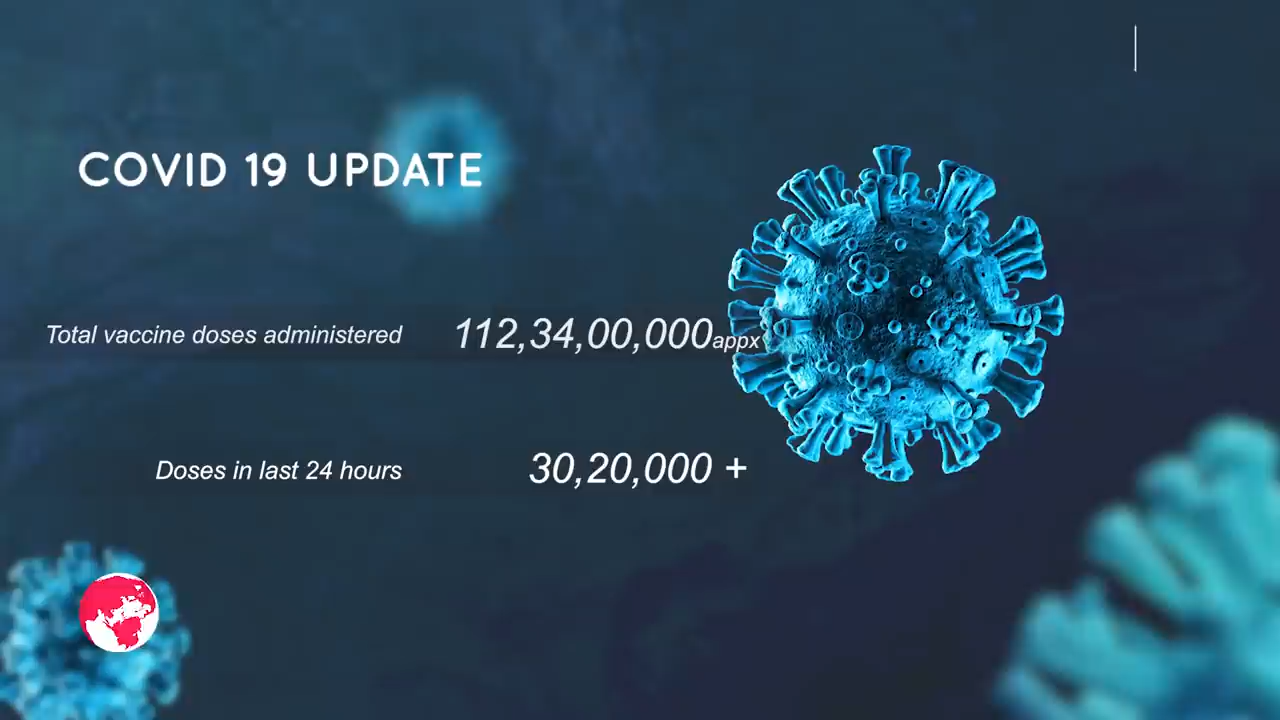 COVID 19 UPDATE
Total vaccine doses administered 112,34,00,000appx
Doses in last 24 hours 30,20,000 +